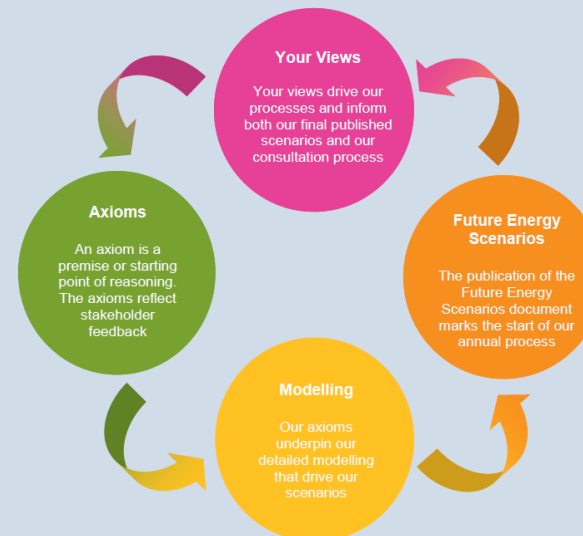 Your Views
Your views drive our
processes and inform
both our final published
scenarios and our
consultation process
Axioms
An axiom is a
premise or starting
point of reasoning.
The axioms reflect
stakeholder
feedback
Future Energy
Scenarios
The publication of the
Future Energy
Scenarios document
marks the start of our
annual process
Modelling
Our axioms
underpin our
detailed modelling
that drive our
scenarios